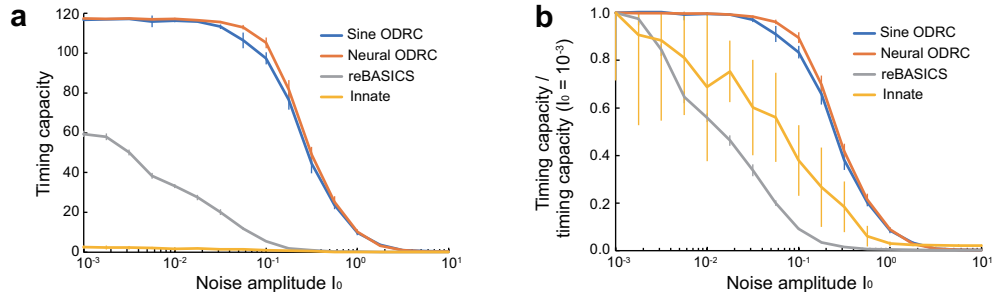 a
Timing capacity
120
100
80
60
40
20
0
10-3
10-2
10-1
100
101
Noise amplitude I0
Sine ODRC
Neural ODRC
reBASICS
Innate
b
Timing capacity /
timing capacity (I0 = 10-3)
1.0
0.8
0.6
0.4
0.2
0.0
10-3
10-2
10-1
100
101
Noise amplitude I0
Sine ODRC
Neural ODRC
reBASICS
Innate